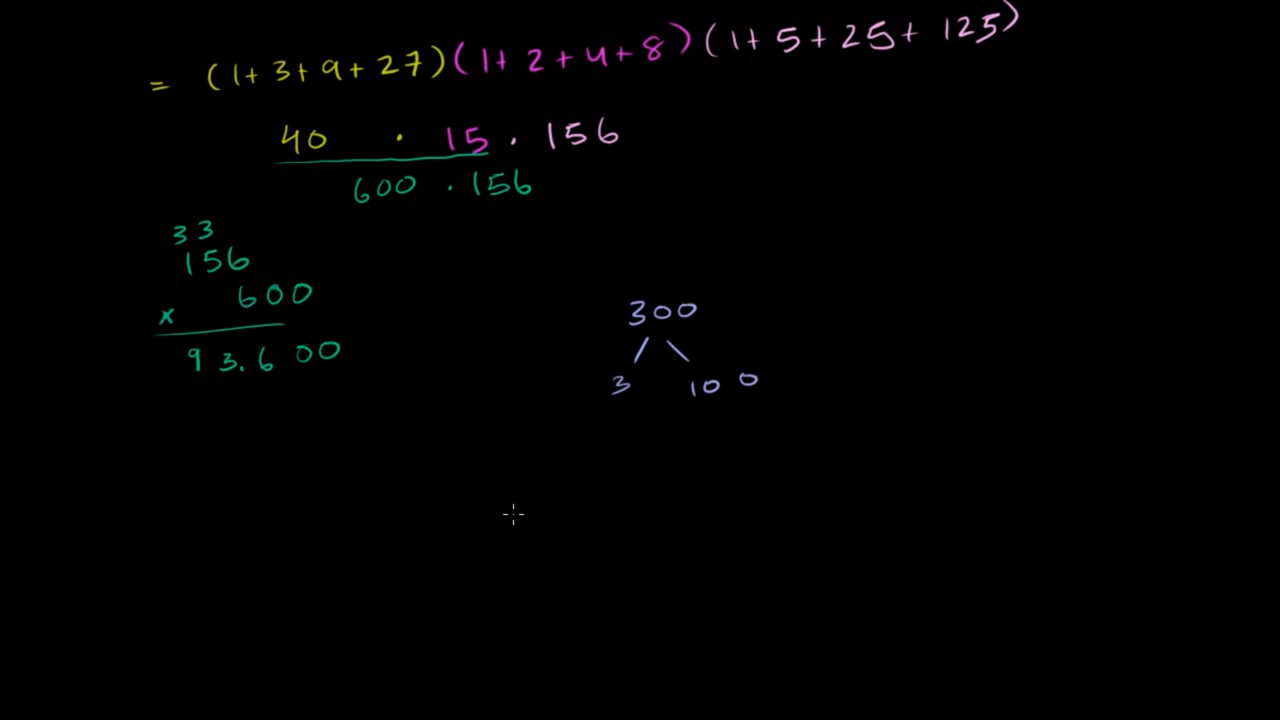 = (1+3+9+27)(1+2+4+8)(1+5+25+125)
40 · 15 · 156
600 · 156
33
156
x 600
93.600
300
3 100